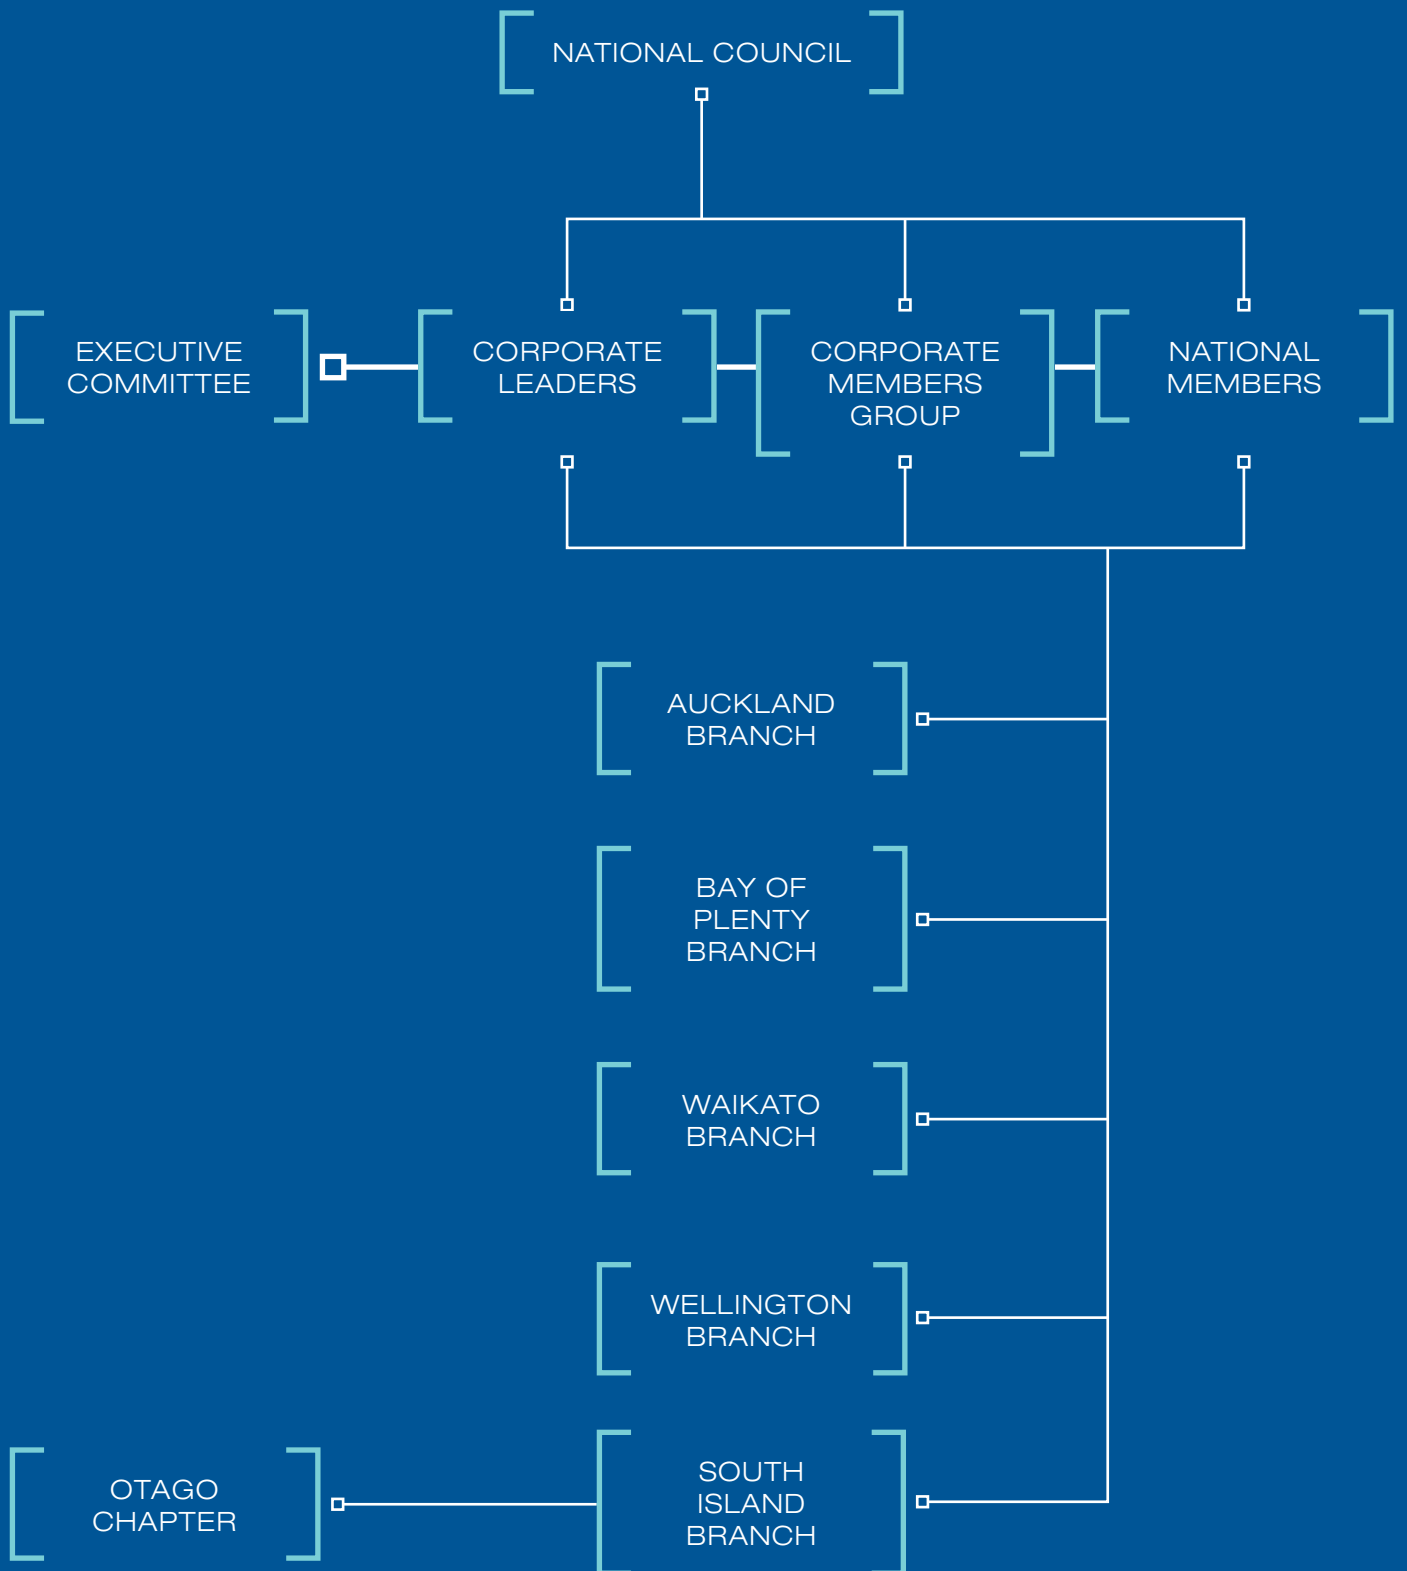 NATIONAL COUNCIL
EXECUTIVE
COMMITTEE
CORPORATE
LEADERS
CORPORATE
MEMBERS
GROUP
NATIONAL
MEMBERS
AUCKLAND
BRANCH
BAY OF
PLENTY
BRANCH
WAIKATO
BRANCH
WELLINGTON
BRANCH
OTAGO
CHAPTER
SOUTH
ISLAND
BRANCH